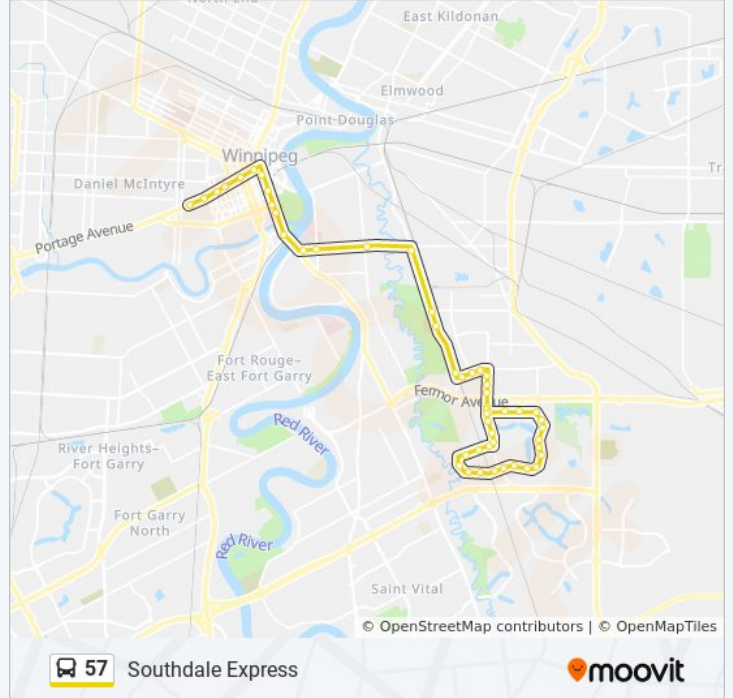 North End
East Kildonan
Elmwood
Point Douglas
Winnipeg
Daniel McIntyre
Tr
Portage Avenue
Fort Rouge–
East Fort Garry
Fermor Avenue
Red River
River Heights–
Fort Garry
Fort Garry
North
Red River
Saint Vital
© OpenStreetMap contributors | © OpenMapTiles
57 Southdale Express
moovit